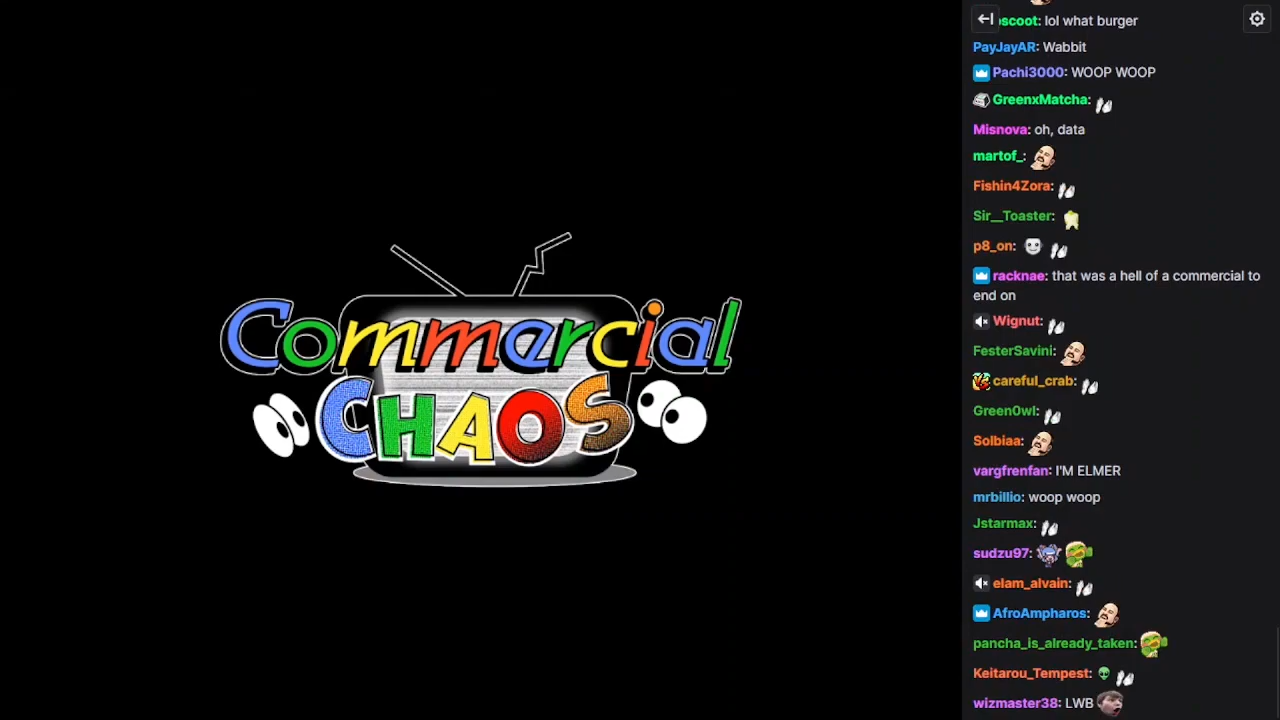 Commercial
CHAOS
scoot: lol what burger
PayJayAR: Wabbit
Pachi3000: WOOP WOOP
GreenxMatcha:
Misnova: oh, data
martof_:
Fishin4Zora:
Sir__Toaster:
p8_on:
racknae: that was a hell of a commercial to
end on
Wignut:
FesterSavini:
careful_crab:
Green0wl:
Solbiaa:
vargfrenfan: I'M ELMER
mrbillio: woop woop
Jstarmax:
sudzu97:
elam_alvain:
AfroAmpharos:
pancha_is_already_taken:
Keitarou_Tempest:
wizmaster38: LWB